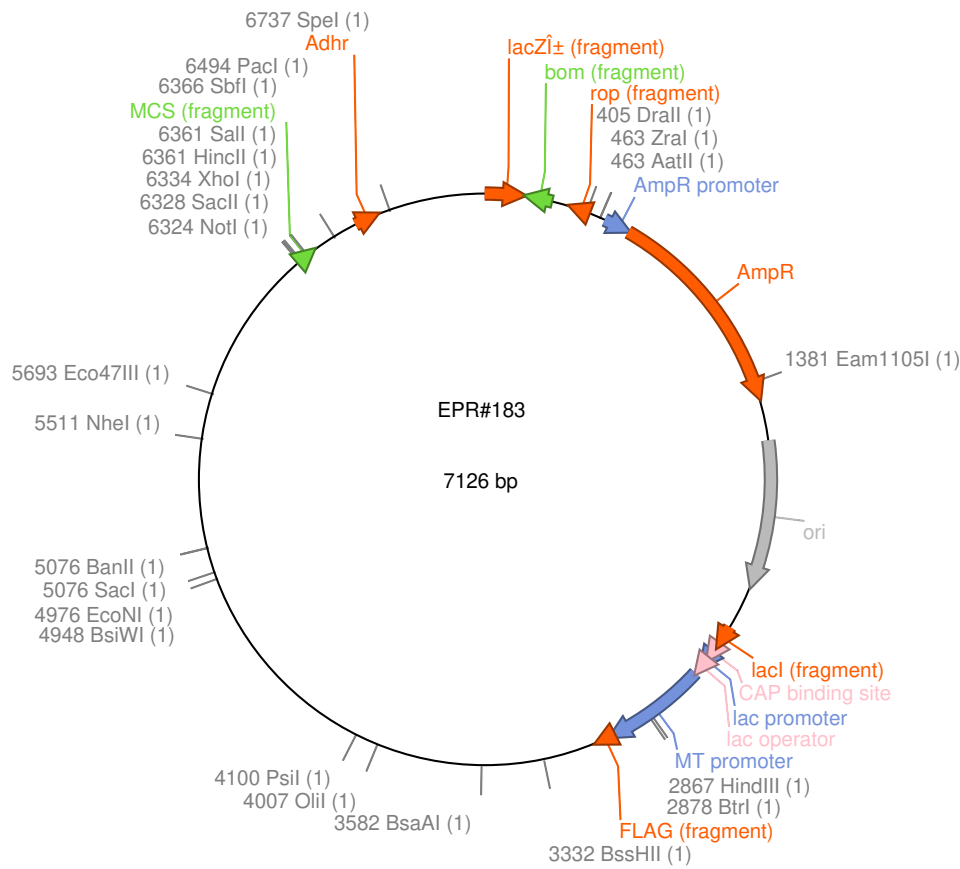 6737 SpeI (1)
Adhr
6494 PacI (1)
6366 SbfI (1)
MCS (fragment)
6361 SalI (1)
6361 HincII (1)
6334 XhoI (1)
6328 SacII (1)
6324 NotI (1)
lacZÎ± (fragment)
bom (fragment)
rop (fragment)
405 DraII (1)
463 ZraI (1)
463 AatII (1)
AmpR promoter
AmpR
1381 Eam1105I (1)
5693 Eco47III (1)
5511 NheI (1)
EPR#183
7126 bp
ori
5076 BanII (1)
5076 SacI (1)
4976 EcoNI (1)
4948 BsiWI (1)
lacI (fragment)
CAP binding site
lac promoter
lac operator
MT promoter
2867 HindIII (1)
2878 BtrI (1)
FLAG (fragment)
3332 BssHII (1)
4100 PsiI (1)
4007 OliI (1)
3582 BsaAI (1)